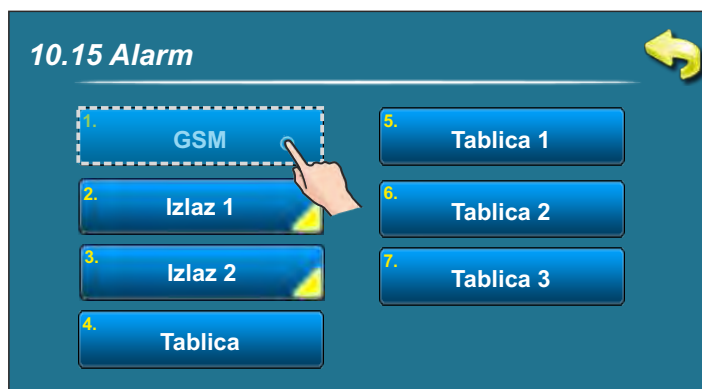 10.15 Alarm
1.
GSM
2.
Izlaz 1
3.
Izlaz 2
4.
Tablica
5.
Tablica 1
6.
Tablica 2
7.
Tablica 3